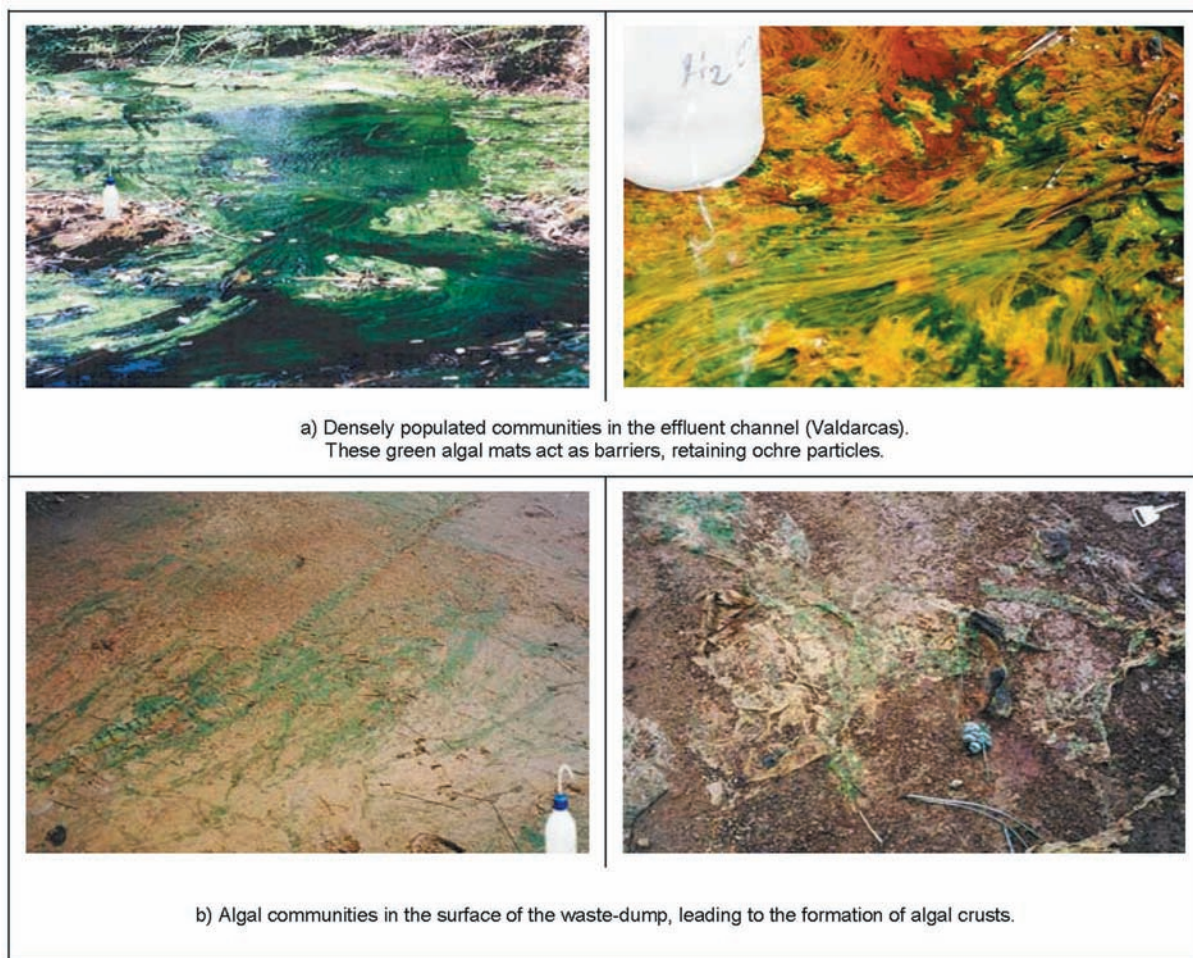 H₂O
a) Densely populated communities in the effluent channel (Valdarcas).
These green algal mats act as barriers, retaining ochre particles.
b) Algal communities in the surface of the waste-dump, leading to the formation of algal crusts.